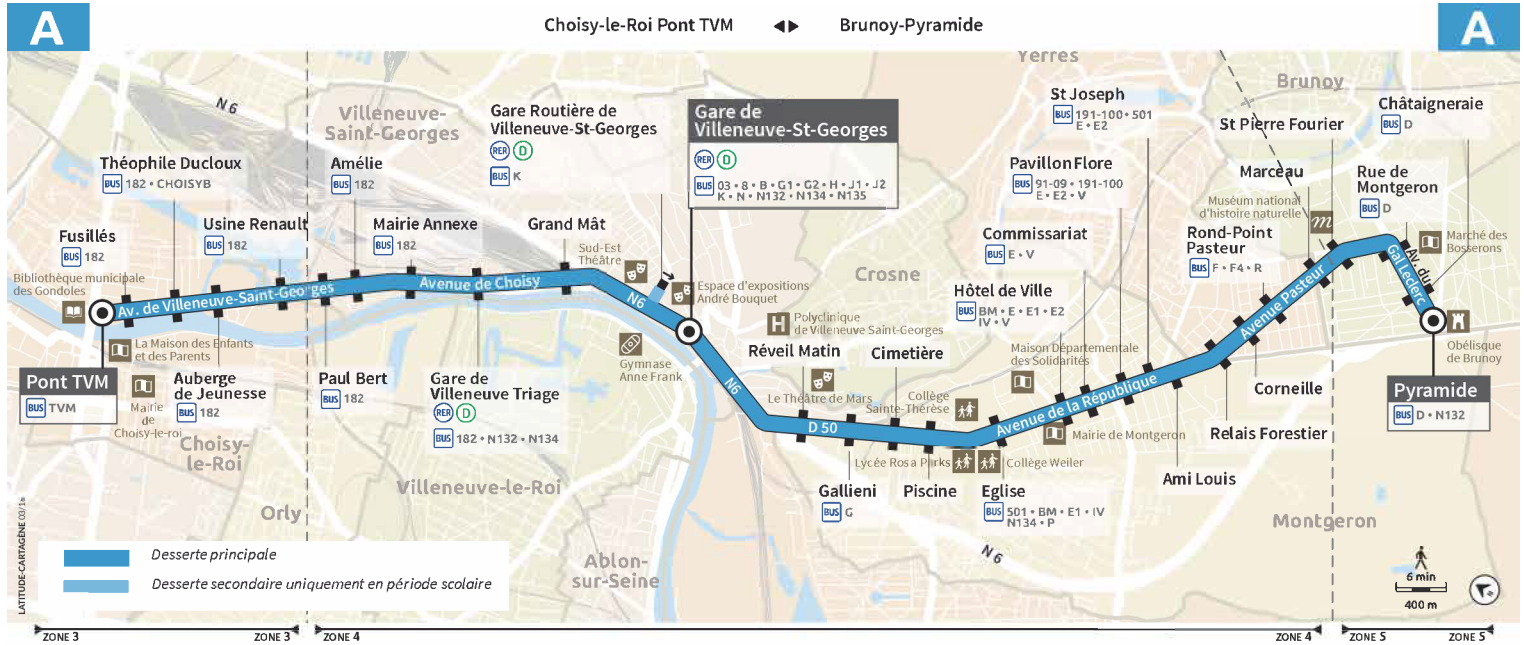 A
Choisy-le-Roi Pont TVM ◄► Brunoy-Pyramide
A
N6
Villeneuve-
Saint-Georges
Yerres
Brunoy
Théophile Ducloux
BUS 182 • CHOISYB
Amélie
BUS 182
Gare Routière de
Villeneuve-St-Georges
RER D
BUS K
Gare de
Villeneuve-St-Georges
RER D
BUS 03 • 8 • B • G1 • G2 • H • J1 • J2
K • N • N132 • N134 • N135
St Joseph
BUS 191-100 • 501
E • E2
Châtaigneraie
BUS D
St Pierre Fourier
Pavillon Flore
BUS 91-09 • 191-100
E • E2 • V
Marceau
Rue de
Montgeron
BUS D
Muséum national
d'histoire naturelle
Fusillés
BUS 182
Usine Renault
BUS 182
Mairie Annexe
BUS 182
Grand Mât
Sud-Est
Théâtre
Commissariat
BUS E • V
Rond-Point
Pasteur
BUS F • F4 • R
Marché des
Bosserons
Bibliothèque municipale
des Gondoles
Av. de Villeneuve-Saint-Georges
Avenue de Choisy
N6
Espace d'expositions
André Bouquet
Crosne
Hôtel de Ville
BUS BM • E • E1 • E2
IV • V
Avenue Pasteur
Av. du
Gal Leclerc
La Maison des Enfants
et des Parents
Gymnase
Anne Frank
H
Polyclinique
de Villeneuve Saint-Georges
Réveil Matin
Cimetière
Maison Départementale
des Solidarités
Obélisque
de Brunoy
Pont TVM
BUS TVM
Mairie
de
Choisy-le-roi
Auberge
de Jeunesse
BUS 182
Paul Bert
BUS 182
Gare de
Villeneuve Triage
RER D
BUS 182 • N132 • N134
N6
Le Théâtre de Mars
Collège
Sainte-Thérèse
Avenue de la République
Corneille
Pyramide
BUS D • N132
D 50
Mairie de Montgeron
Relais Forestier
Choisy-
le-Roi
Lycée Rosa Parks
Collège Weiler
Ami Louis
Villeneuve-le-Roi
Gallieni
BUS G
Piscine
Eglise
BUS 501 • BM • E1 • IV
N134 • P
Orly
Montgeron
N6
Ablon-
sur-Seine
Desserte principale
Desserte secondaire uniquement en période scolaire
6 min
400 m
ZONE 3
ZONE 3
ZONE 4
ZONE 4
ZONE 5
ZONE 5